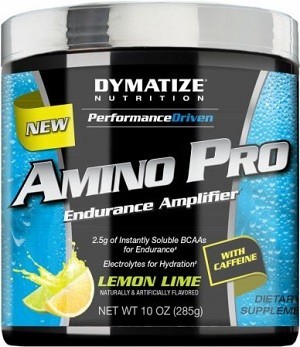 DYMATIZE
NUTRITION
PerformanceDriven
NEW
AMINO PRO
Endurance Amplifier
2.5g of Instantly Soluble BCAAs
for Endurance‡
Electrolytes for Hydration‡
WITH
CAFFEINE
LEMON LIME
NATURALLY & ARTIFICIALLY FLAVORED
NET WT 10 OZ (285g)
DIETARY
SUPPLEME